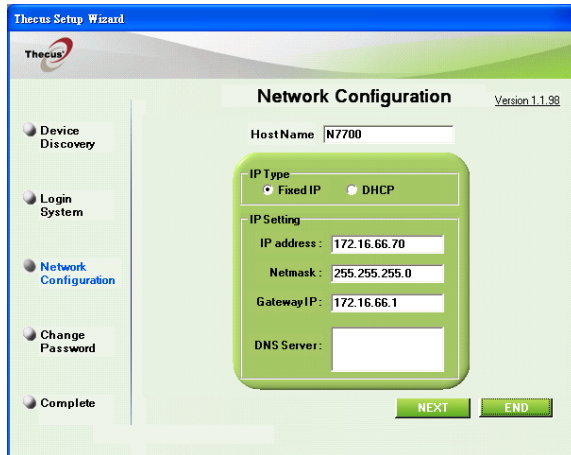 Thecus Setup Wizard
Thecus
Network Configuration
Version 1.1.98
Device
Discovery
Login
System
Network
Configuration
Change
Password
Complete
Host Name N7700
IP Type
Fixed IP DHCP
IP Setting
IP address : 172.16.66.70
Netmask : 255.255.255.0
Gateway IP : 172.16.66.1
DNS Server :
NEXT END